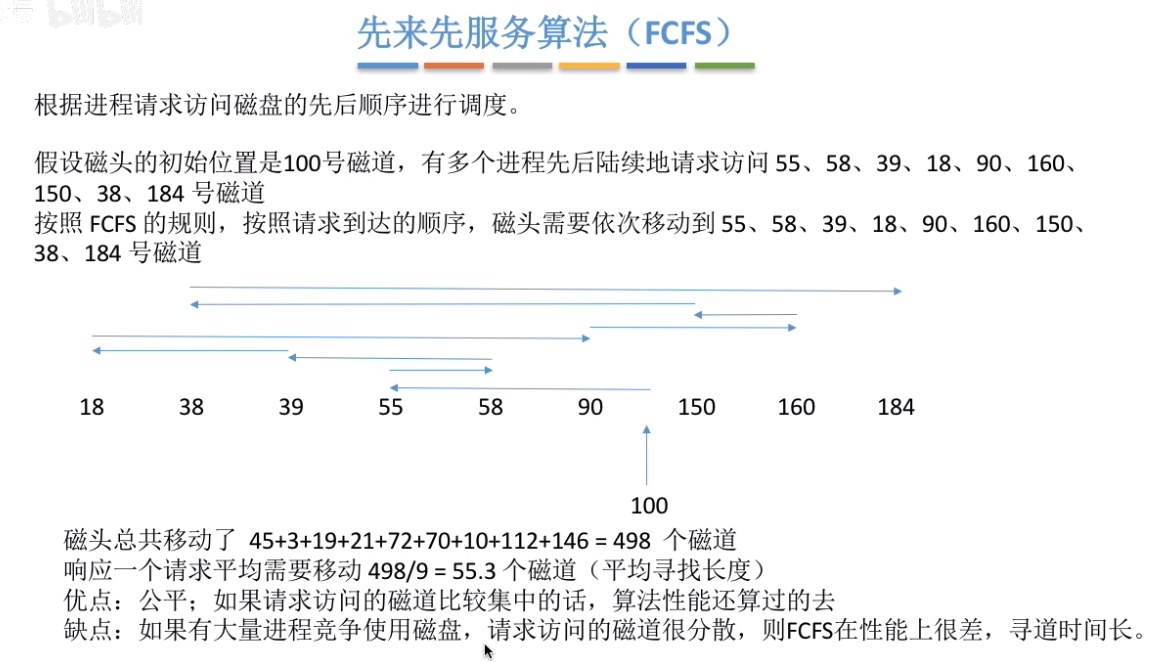 bilibili
先来先服务算法（FCFS）
根据进程请求访问磁盘的先后顺序进行调度。
假设磁头的初始位置是100号磁道，有多个进程先后陆续地请求访问 55、58、39、18、90、160、
150、38、184 号磁道
按照 FCFS 的规则，按照请求到达的顺序，磁头需要依次移动到 55、58、39、18、90、160、150、
38、184 号磁道
18 38 39 55 58 90 150 160 184
100
磁头总共移动了 45+3+19+21+72+70+10+112+146 = 498 个磁道
响应一个请求平均需要移动 498/9 = 55.3 个磁道（平均寻找长度）
优点：公平；如果请求访问的磁道比较集中的话，算法性能还算过的去
缺点：如果有大量进程竞争使用磁盘，请求访问的磁道很分散，则FCFS在性能上很差，寻道时间长。